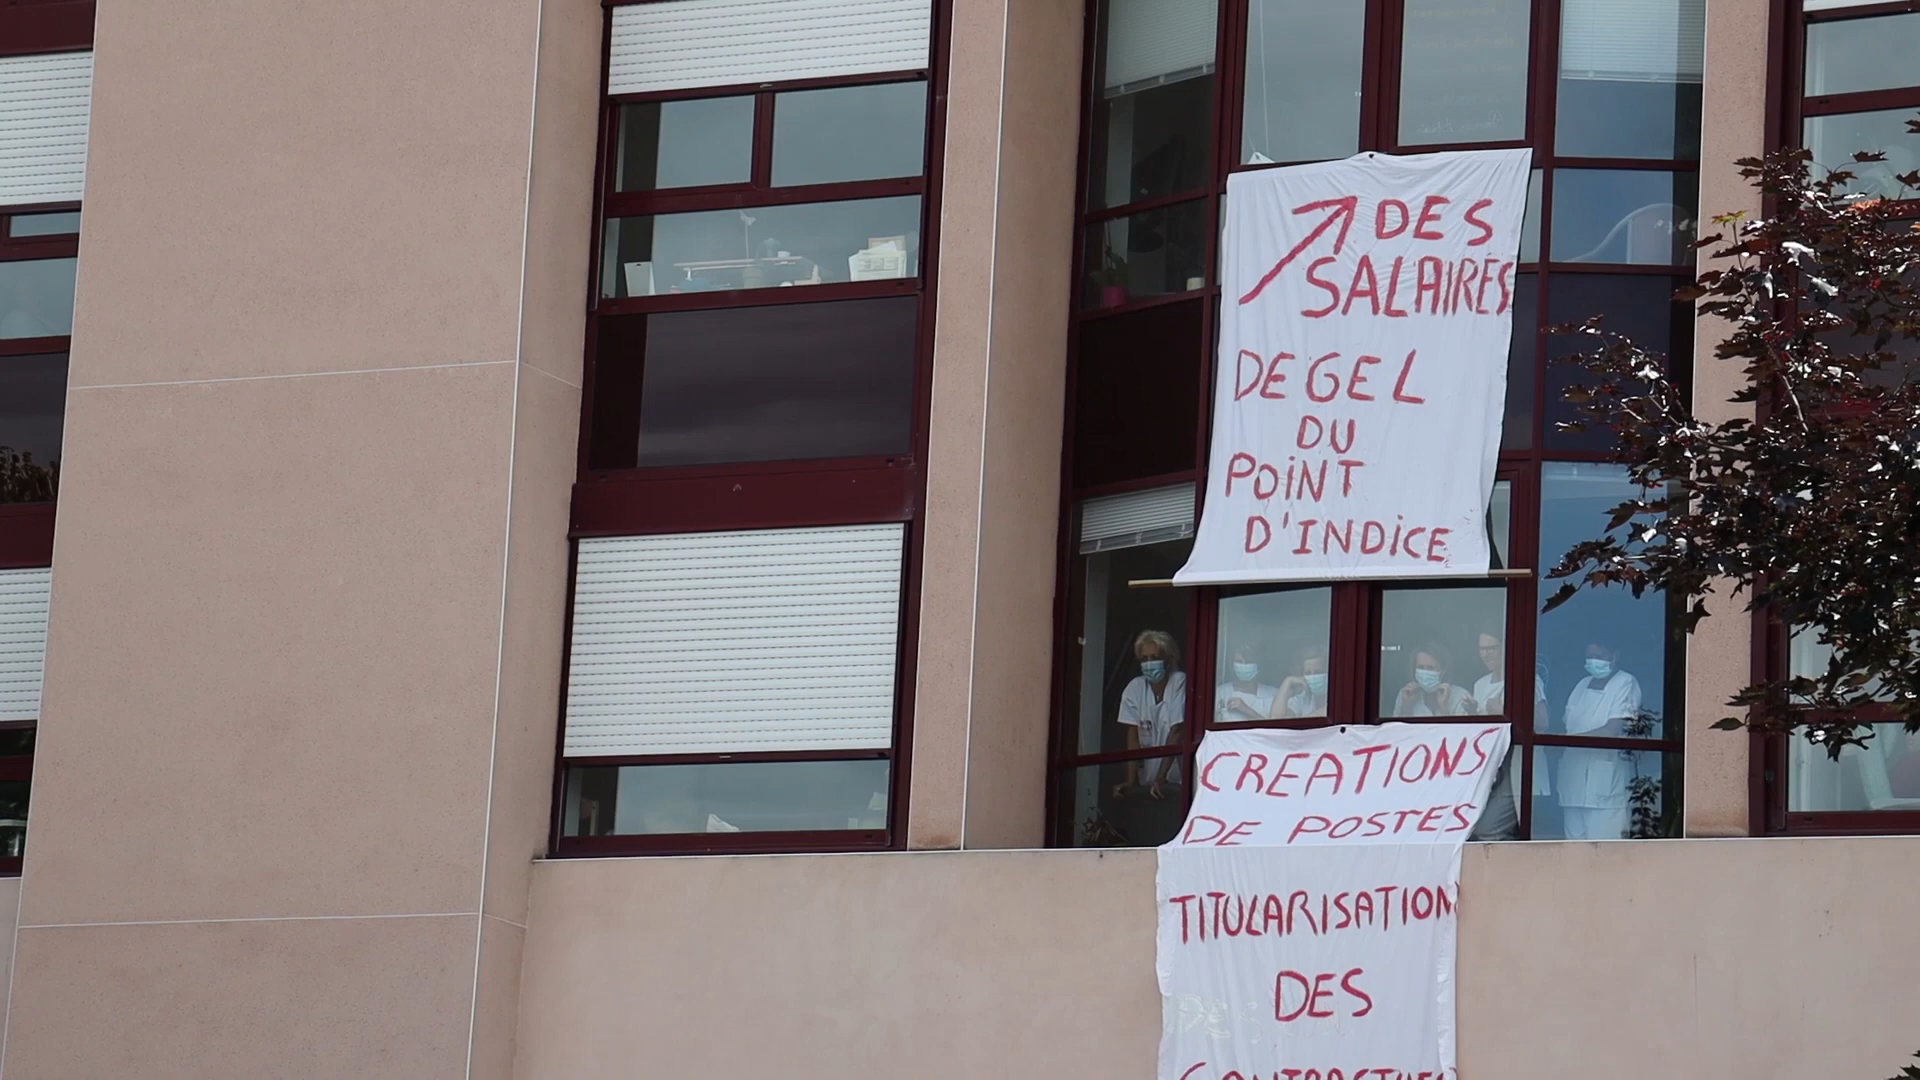 ↗ DES
SALAIRES
DEGEL
DU
POiNT
D'INDiCE
CREATIONS
DE POSTES
TITULARISATION
DES